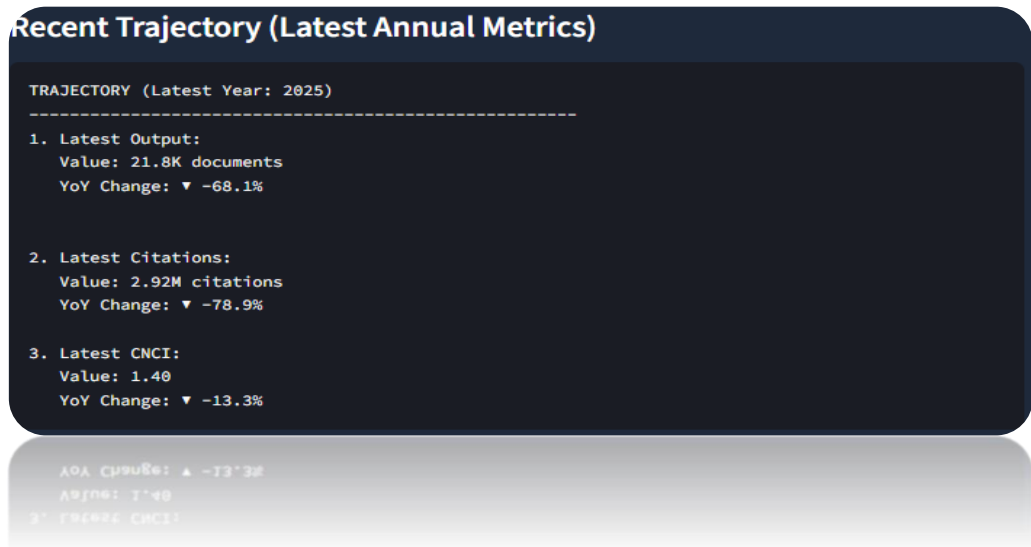 Recent Trajectory (Latest Annual Metrics)
TRAJECTORY (Latest Year: 2025)
------------------------------------------------------
1. Latest Output:
Value: 21.8K documents
YoY Change: ▼ -68.1%
2. Latest Citations:
Value: 2.92M citations
YoY Change: ▼ -78.9%
3. Latest CNCI:
Value: 1.40
YoY Change: ▼ -13.3%